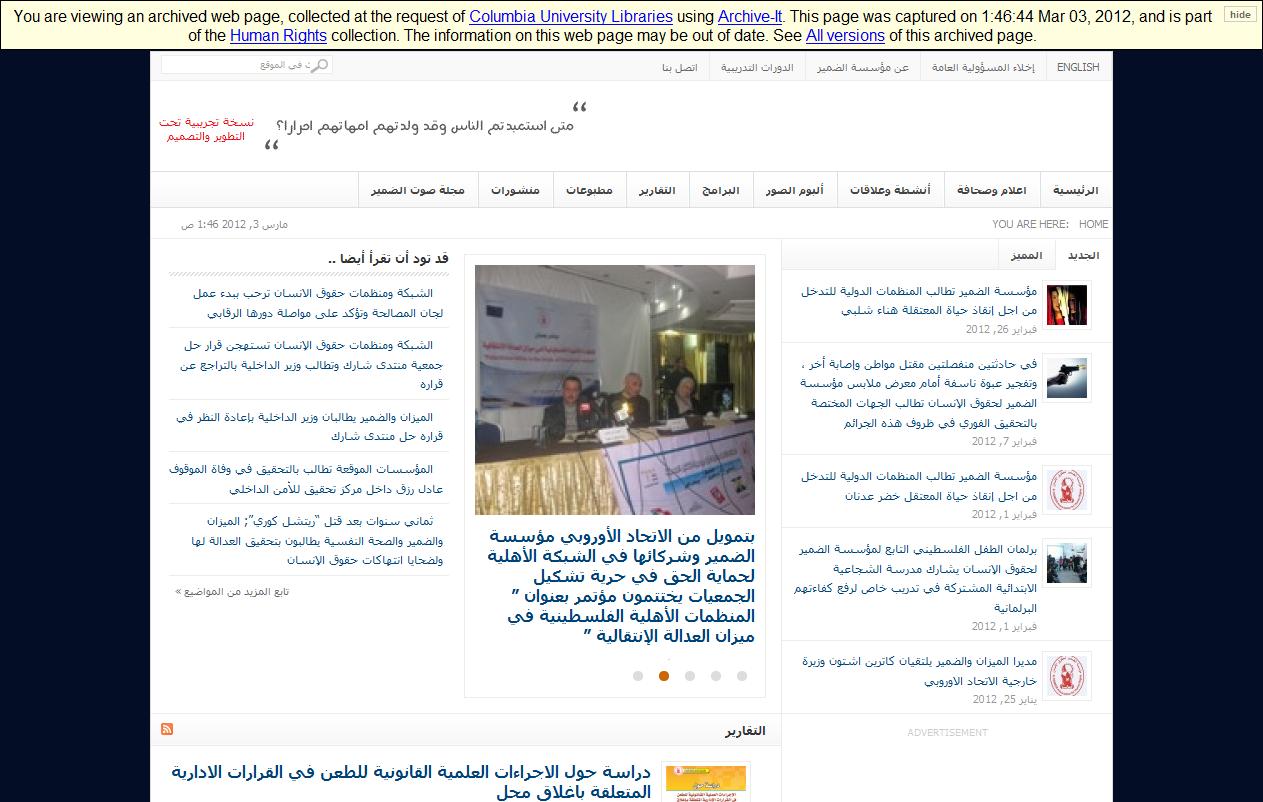 You are viewing an archived web page, collected at the request of Columbia University Libraries using Archive-It. This page was captured on 1:46:44 Mar 03, 2012, and is part
of the Human Rights collection. The information on this web page may be out of date. See All versions of this archived page.
hide
ENGLISH
إخلاء المسؤولية العامة
عن مؤسسة الضمير
الدورات التدريبية
اتصل بنا
في الموقع
“ متى استعبدتم الناس وقد ولدتهم امهاتهم احرارا؟ “
نسخة تجريبية تحت
التطوير والتصميم
الرئيسية
اعلام وصحافة
أنشطة وعلاقات
ألبوم الصور
البرامج
التقارير
مطبوعات
منشورات
مجلة صوت الضمير
YOU ARE HERE: HOME
مارس 3, 2012 1:46 ص
الجديد
المميز
مؤسسة الضمير تطالب المنظمات الدولية للتدخل
من اجل إنقاذ حياة المعتقلة هناء شلبي
فبراير 26, 2012
في حادثتين منفصلتين مقتل مواطن وإصابة أخر ،
وتفجير عبوة ناسفة أمام معرض ملابس مؤسسة
الضمير لحقوق الإنسان تطالب الجهات المختصة
بالتحقيق الفوري في ظروف هذه الجرائم
فبراير 7, 2012
مؤسسة الضمير تطالب المنظمات الدولية للتدخل
من اجل إنقاذ حياة المعتقل خضر عدنان
فبراير 1, 2012
برلمان الطفل الفلسطيني التابع لمؤسسة الضمير
لحقوق الإنسان يشارك مدرسة الشجاعية
الابتدائية المشتركة في تدريب خاص لرفع كفاءتهم
البرلمانية
فبراير 1, 2012
مديرا الميزان والضمير يلتقيان كاثرين اشتون وزيرة
خارجية الاتحاد الاوروبي
يناير 25, 2012
ADVERTISEMENT
بتمويل من الاتحاد الأوروبي مؤسسة
الضمير وشركائها في الشبكة الأهلية
لحماية الحق في حرية تشكيل
الجمعيات يختتمون مؤتمر بعنوان ”
المنظمات الأهلية الفلسطينية في
ميزان العدالة الإنتقالية ”
قد تود أن تقرأ أيضا ..
الشبكة ومنظمات حقوق الانسان ترحب ببدء عمل
لجان المصالحة وتؤكد على مواصلة دورها الرقابي
الشبكة ومنظمات حقوق الإنسان تستهجن قرار حل
جمعية منتدى شارك وتطالب وزير الداخلية بالتراجع عن
قراره
الميزان والضمير يطالبان وزير الداخلية بإعادة النظر في
قراره حل منتدى شارك
المؤسسات الموقعة تطالب بالتحقيق في وفاة الموقوف
عادل رزق داخل مركز تحقيق للأمن الداخلي
ثماني سنوات بعد قتل “ريتشل كوري”; الميزان
والضمير والصحة النفسية يطالبون بتحقيق العدالة لها
ولضحايا انتهاكات حقوق الإنسان
تابع المزيد من المواضيع »
التقارير
دراسة حول الاجراءات العلمية القانونية للطعن في القرارات الادارية
المتعلقة باغلاق محل
دراسة حول